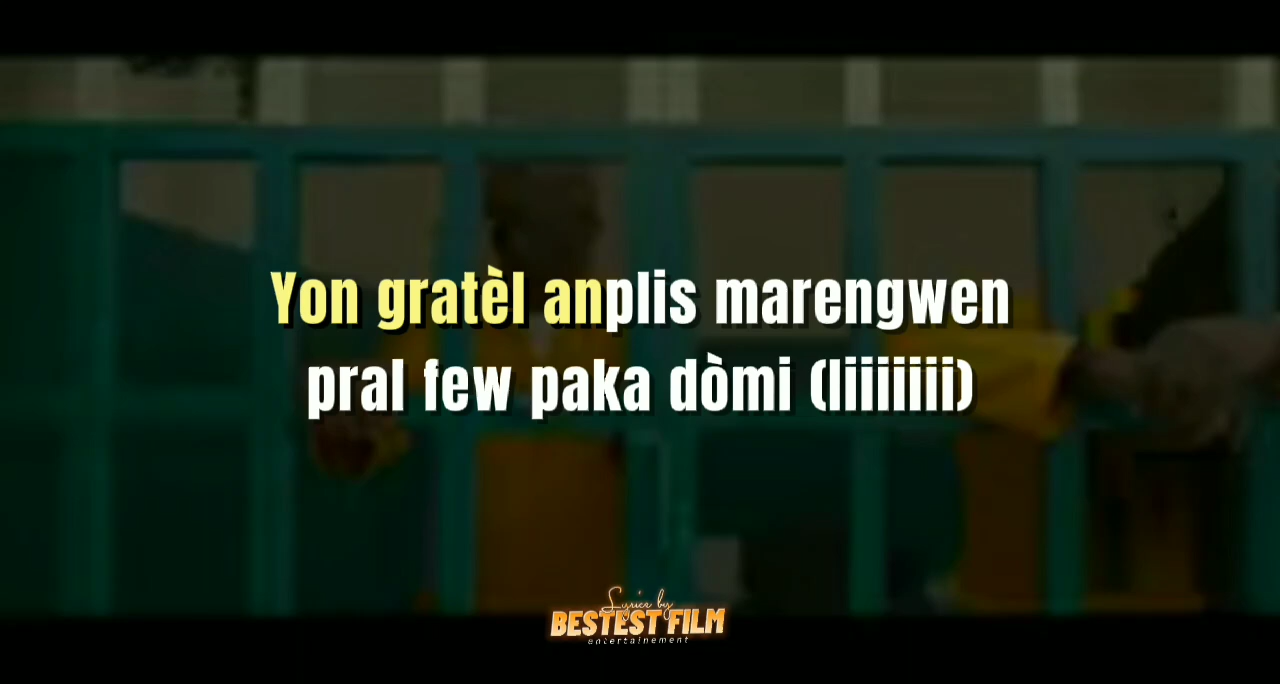 Yon gratèl anplis marengwen
pral few paka dòmi (liiiiiii)
Lyrics by
BESTEST FILM
entertainement